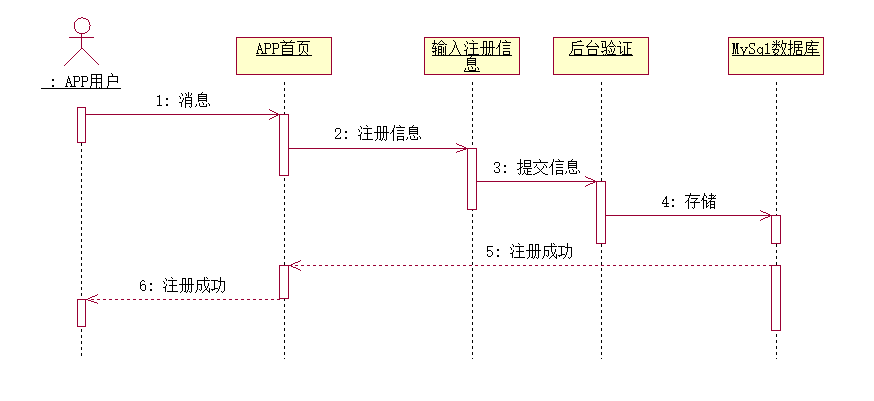 : APP用户
APP首页
输入注册信
息
后台验证
MySql数据库
1: 消息
2: 注册信息
3: 提交信息
4: 存储
5: 注册成功
6: 注册成功